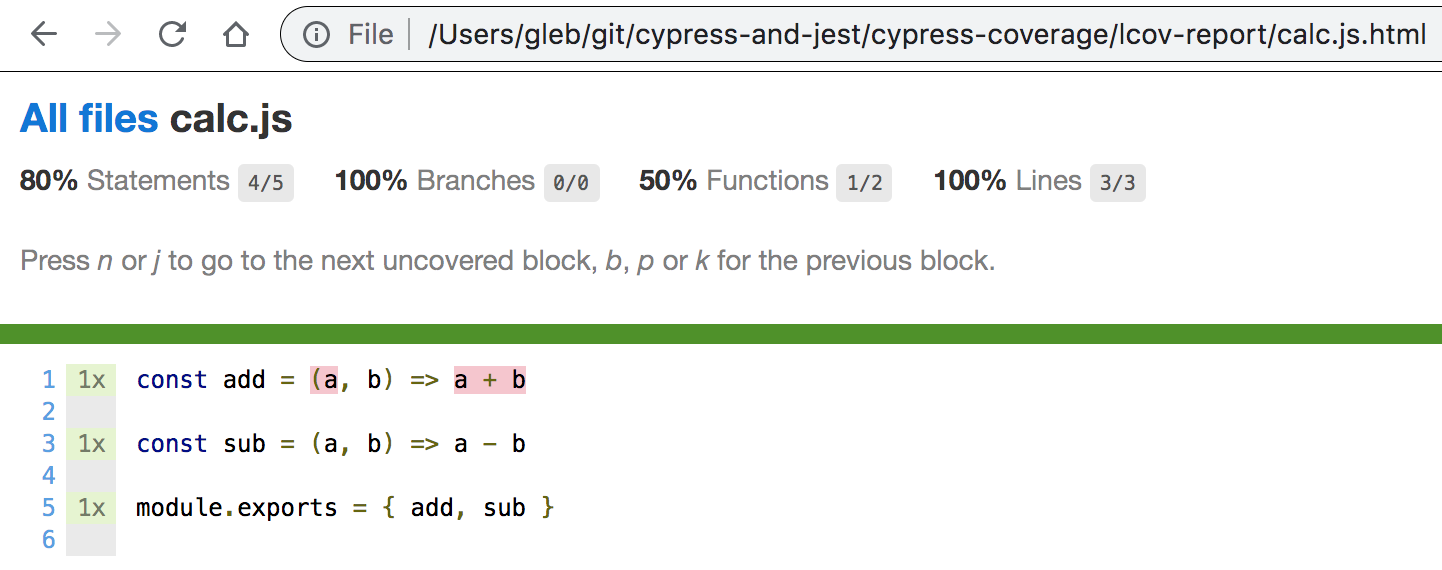 File /Users/gleb/git/cypress-and-jest/cypress-coverage/lcov-report/calc.js.html
All files calc.js
80% Statements 4/5 100% Branches 0/0 50% Functions 1/2 100% Lines 3/3
Press n or j to go to the next uncovered block, b, p or k for the previous block.
1 1x const add = (a, b) => a + b
2
3 1x const sub = (a, b) => a - b
4
5 1x module.exports = { add, sub }
6